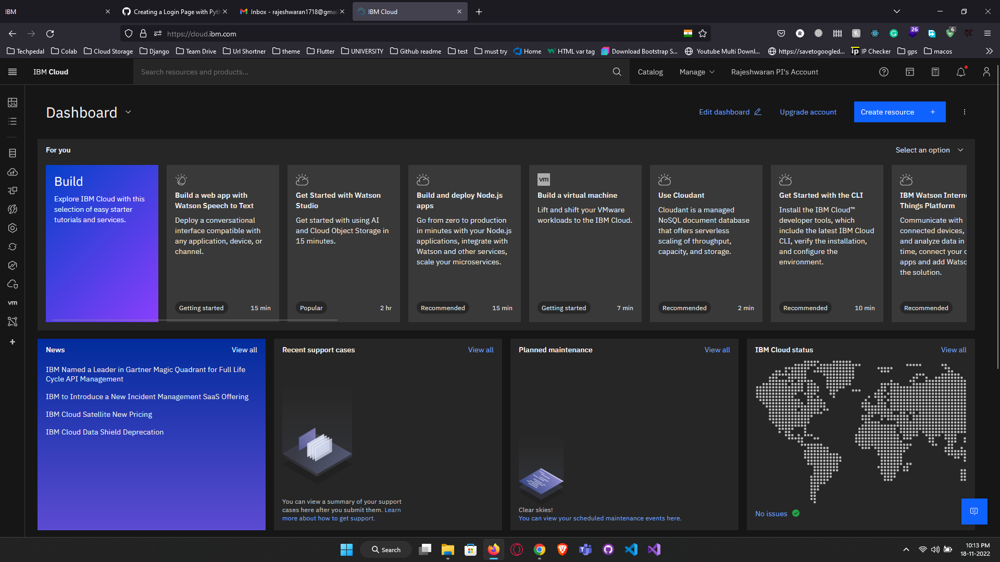 IBM
Creating a Login Page with Pyth
Inbox - rajeshwaran1718@gmai
IBM Cloud
https://cloud.ibm.com
26
6
Techpedal
Colab
Cloud Storage
Django
Team Drive
Url Shortner
theme
Flutter
UNIVERSITY
Github readme
test
must try
Home
HTML var tag
Download Bootstrap S...
Youtube Multi Downl...
https://savetogoogled...
IP Checker
gps
macos
IBM Cloud
Search resources and products...
Catalog
Manage
Rajeshwaran PI's Account
Dashboard
Edit dashboard
Upgrade account
Create resource
For you
Select an option
Build
Explore IBM Cloud with this
selection of easy starter
tutorials and services.
Build a web app with
Watson Speech to Text
Deploy a conversational
interface compatible with
any application, device, or
channel.
Getting started
15 min
Get Started with Watson
Studio
Get started with using AI
and Cloud Object Storage in
15 minutes.
Popular
2 hr
Build and deploy Node.js
apps
Go from zero to production
in minutes with your Node.js
applications, integrate with
Watson and other services,
scale your microservices.
Recommended
15 min
vm
Build a virtual machine
Lift and shift your VMware
workloads to the IBM Cloud.
Getting started
7 min
Use Cloudant
Cloudant is a managed
NoSQL document database
that offers serverless
scaling of throughput,
capacity, and storage.
Recommended
2 min
Get Started with the CLI
Install the IBM Cloud™
developer tools, which
include the latest IBM Cloud
CLI, verify the installation,
and configure the
environment.
Recommended
10 min
IBM Watson Intern
Things Platform
Communicate with
connected devices,
and analyze data in
time, connect your
apps and add Watso
the solution.
Recommended
vm
News
View all
IBM Named a Leader in Gartner Magic Quadrant for Full Life
Cycle API Management
IBM to Introduce a New Incident Management SaaS Offering
IBM Cloud Satellite New Pricing
IBM Cloud Data Shield Deprecation
Recent support cases
View all
You can view a summary of your support
cases here after you submit them. Learn
more about how to get support.
Planned maintenance
View all
Clear skies!
You can view your scheduled maintenance events here.
IBM Cloud status
View all
No issues
Search
10:13 PM
18-11-2022